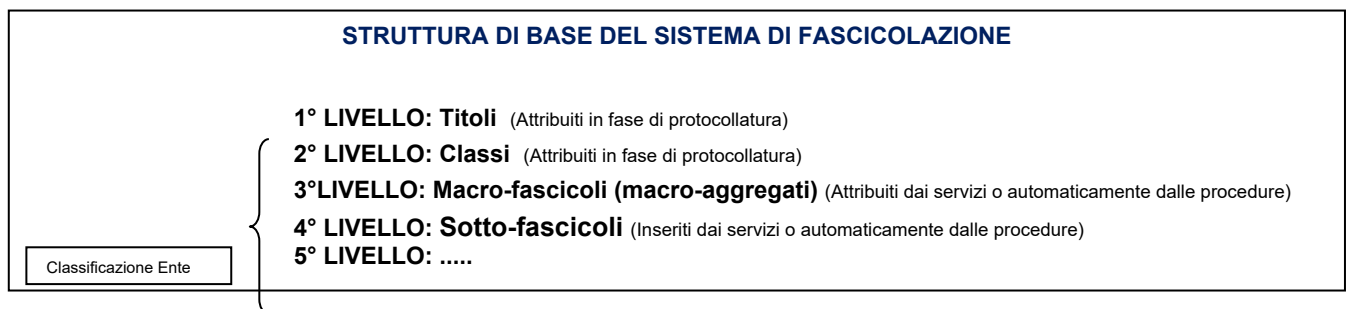 STRUTTURA DI BASE DEL SISTEMA DI FASCICOLAZIONE
1° LIVELLO: Titoli (Attribuiti in fase di protocollatura)
2° LIVELLO: Classi (Attribuiti in fase di protocollatura)
3°LIVELLO: Macro-fascicoli (macro-aggregati) (Attribuiti dai servizi o automaticamente dalle procedure)
4° LIVELLO: Sotto-fascicoli (Inseriti dai servizi o automaticamente dalle procedure)
5° LIVELLO: .....
Classificazione Ente